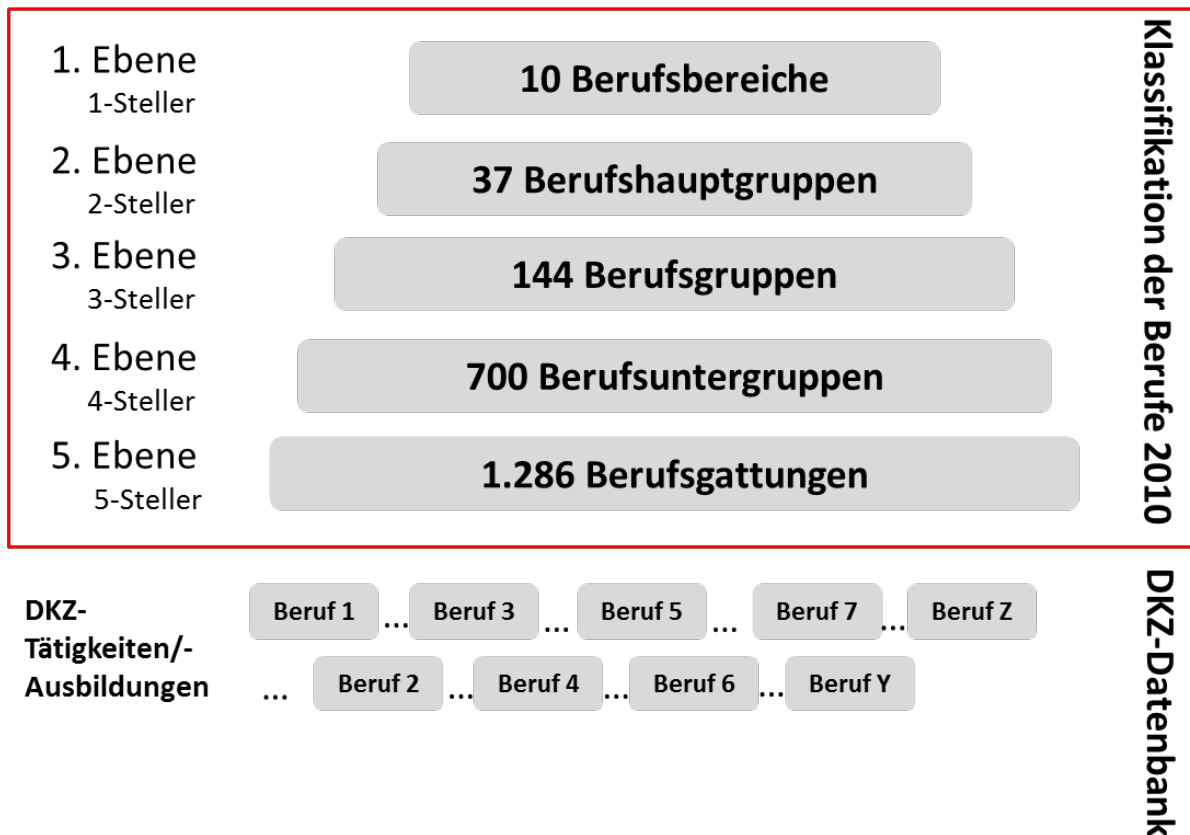 1. Ebene
1-Steller
10 Berufsbereiche
2. Ebene
2-Steller
37 Berufshauptgruppen
3. Ebene
3-Steller
144 Berufsgruppen
4. Ebene
4-Steller
700 Berufsuntergruppen
5. Ebene
5-Steller
1.286 Berufsgattungen
Klassifikation der Berufe 2010
DKZ-
Tätigkeiten/-
Ausbildungen
Beruf 1 ... Beruf 3 ... Beruf 5 ... Beruf 7 ... Beruf Z
... Beruf 2 ... Beruf 4 ... Beruf 6 ... Beruf Y
DKZ-Datenbank